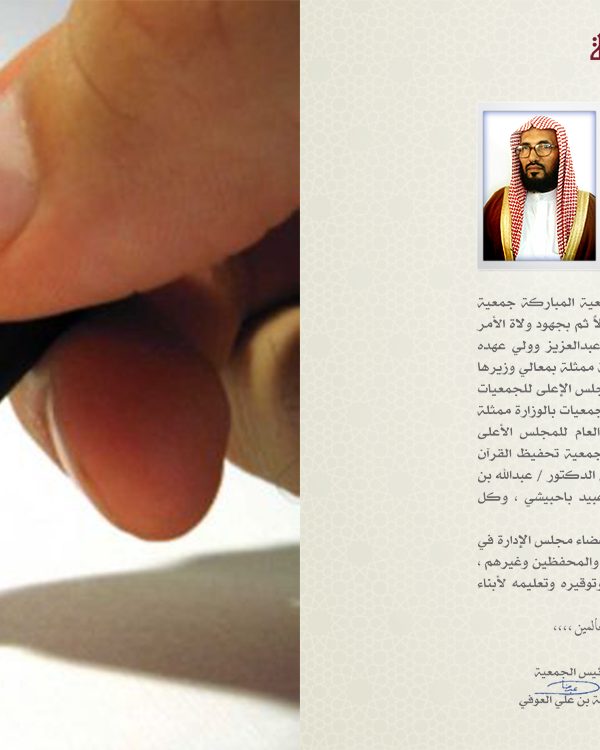 عية المباركة جمعية
لاً ثم بجهود ولاة الأمر
عبدالعزيز وولي عهده
ممثلة بمعالي وزيرها
جلس الإعلى للجمعيات
جمعيات بالوزارة ممثلة
العام للمجلس الأعلى
جمعية تحفيظ القرآن
الدكتور / عبدالله بن
عبيد باحبيشي ، وكل
ضاء مجلس الإدارة في
والمحفظين وغيرهم ،
وتوقيره وتعليمه لأبناء
عالمين ،،،،
ئيس الجمعية
ة بن علي العوفي